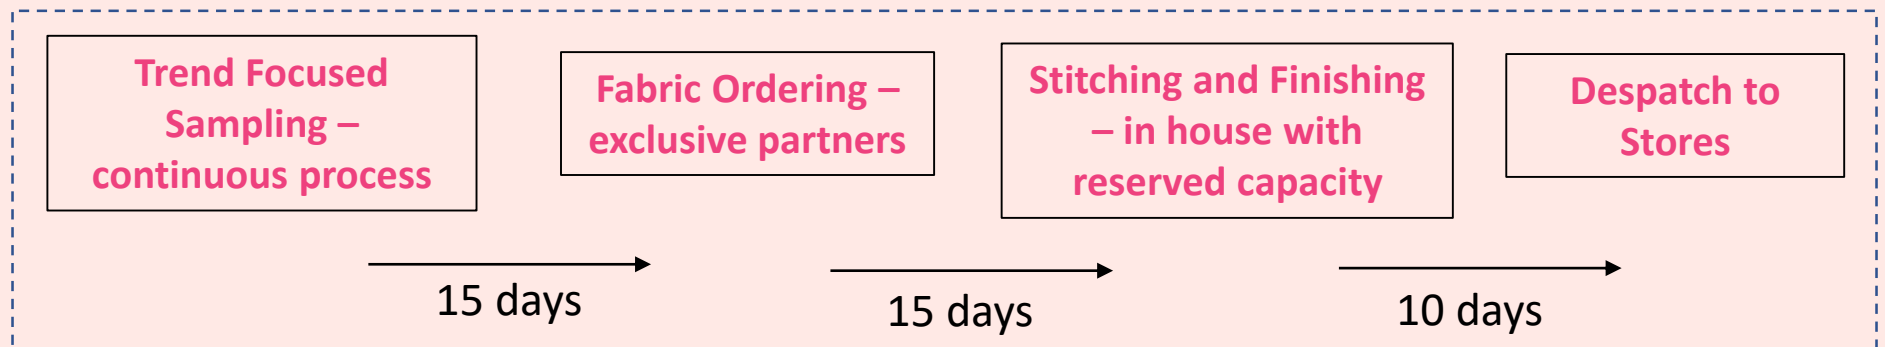 Trend Focused
Sampling –
continuous process
Fabric Ordering –
exclusive partners
Stitching and Finishing
– in house with
reserved capacity
Despatch to
Stores
15 days
15 days
10 days